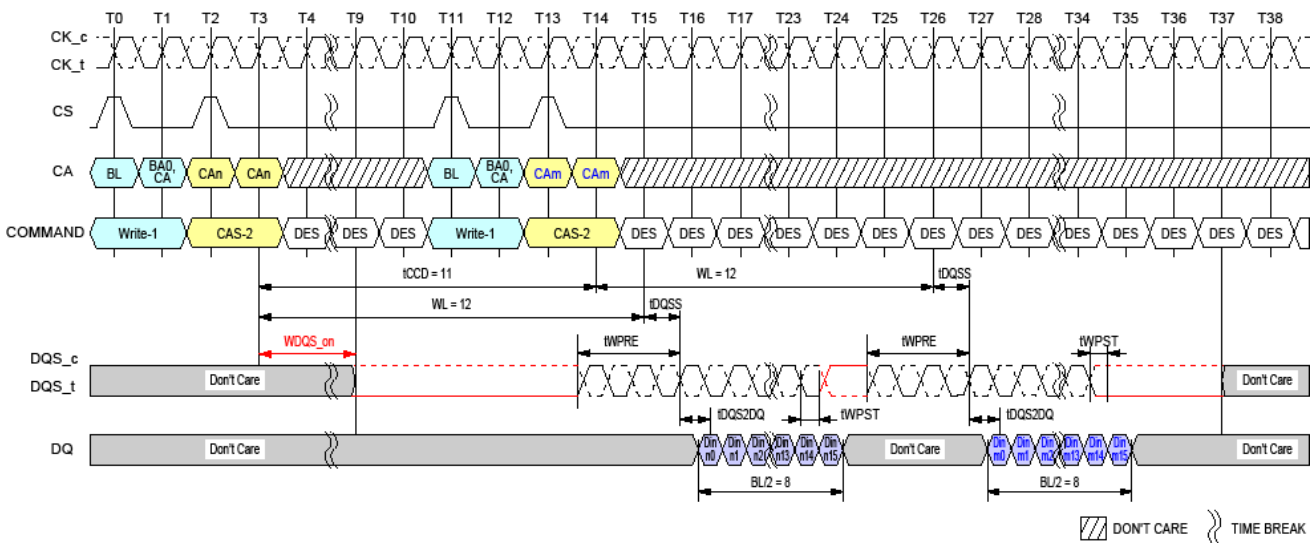 T0 T1 T2 T3 T4 T9 T10 T11 T12 T13 T14 T15 T16 T17 T23 T24 T25 T26 T27 T28 T34 T35 T36 T37 T38
CK_c
CK_t
CS
CA BL BA0, CA CAn CAn BL BA0, CA CAm CAm
COMMAND Write-1 CAS-2 DES DES DES Write-1 CAS-2 DES DES DES DES DES DES DES DES DES DES DES DES DES DES
tCCD = 11 WL = 12 tDQSS
WL = 12 tDQSS
WDQS_on tWPRE tWPRE tWPST
DQS_c
DQS_t Don't Care Don't Care
tDQS2DQ tWPST tDQS2DQ
DQ Don't Care Din n0 Din n1 Din n2 Din n13 Din n14 Din n15 Don't Care Din m0 Din m1 Din m2 Din m13 Din m14 Din m15 Don't Care
BL/2 = 8 BL/2 = 8
DON'T CARE TIME BREAK